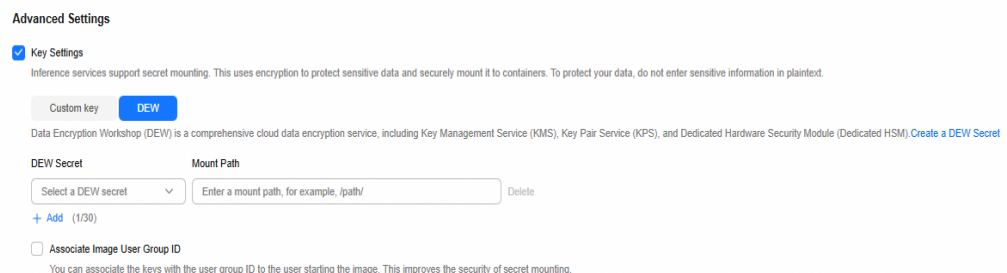 Advanced Settings
Key Settings
Inference services support secret mounting. This uses encryption to protect sensitive data and securely mount it to containers. To protect your data, do not enter sensitive information in plaintext.
Custom key DEW
Data Encryption Workshop (DEW) is a comprehensive cloud data encryption service, including Key Management Service (KMS), Key Pair Service (KPS), and Dedicated Hardware Security Module (Dedicated HSM).Create a DEW Secret
DEW Secret Mount Path
Select a DEW secret Enter a mount path, for example, /path/ Delete
+ Add (1/30)
Associate Image User Group ID
You can associate the keys with the user group ID to the user starting the image. This improves the security of secret mounting.